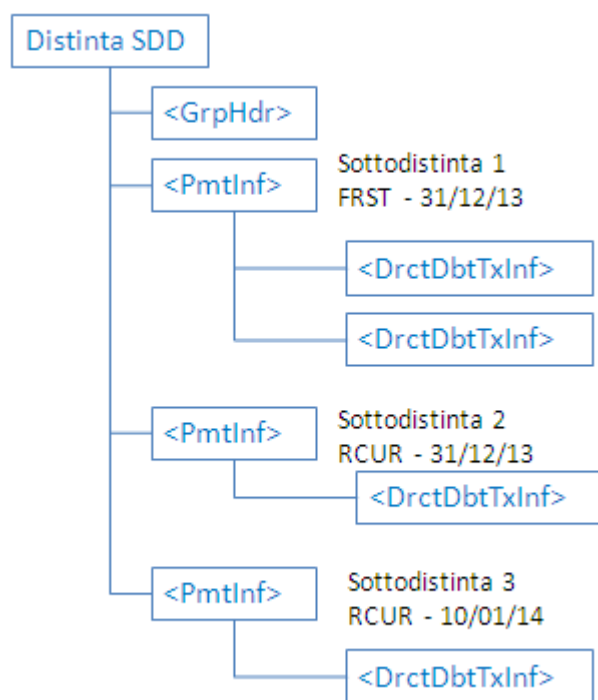 Distinta SDD
<GrpHdr>
<PmtInf>
Sottodistinta 1
FRST - 31/12/13
<DrctDbtTxInf>
<DrctDbtTxInf>
<PmtInf>
Sottodistinta 2
RCUR - 31/12/13
<DrctDbtTxInf>
<PmtInf>
Sottodistinta 3
RCUR - 10/01/14
<DrctDbtTxInf>